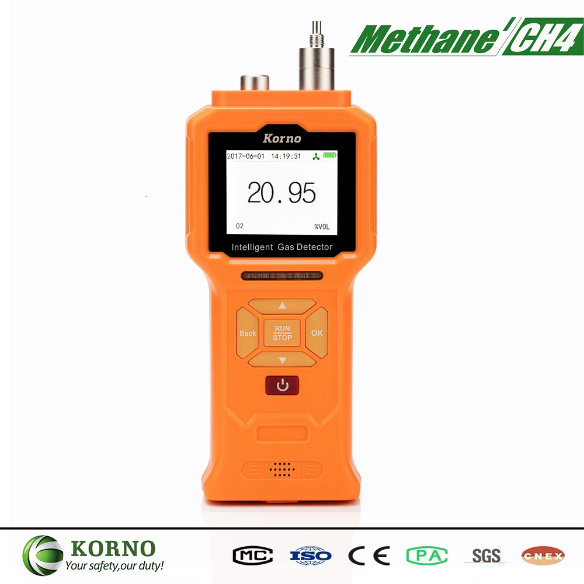 Methane/CH4
Korno
2017-06-01 14:19:31
20.95
O2 %VOL
Intelligent Gas Detector
Back
RUN
STOP
OK
KORNO
Your safety,our duty!
MC ISO CE PA SGS CNEX